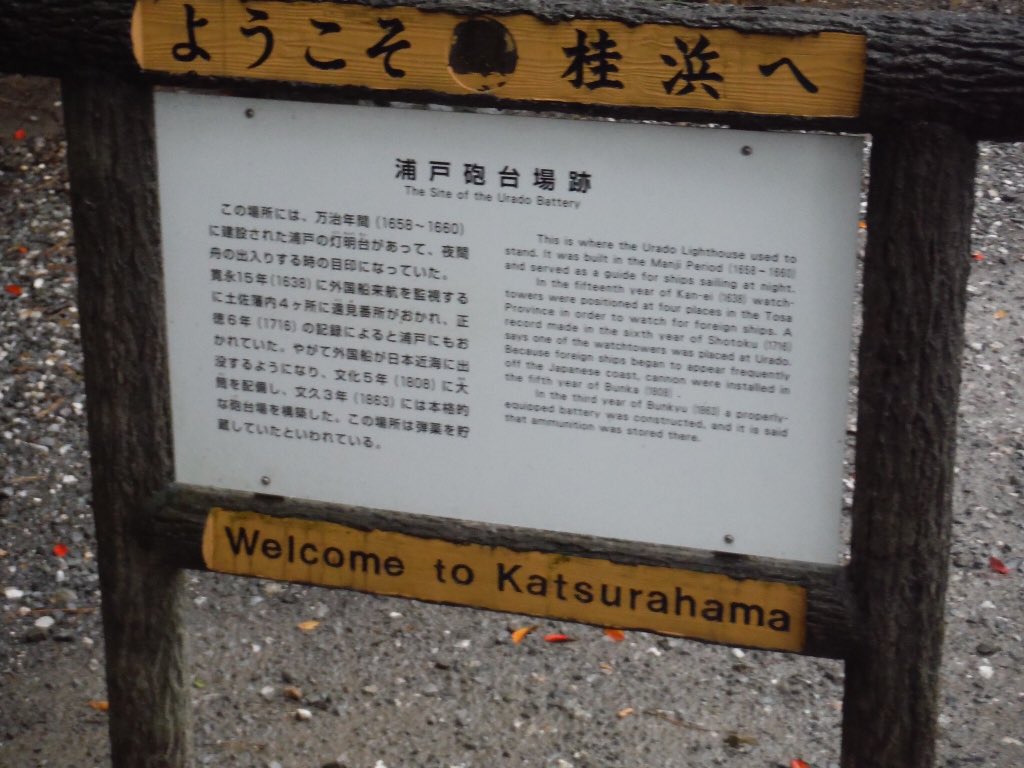 ようこそ 桂浜へ
浦戸砲台場跡
The Site of the Urado Battery
この場所には、万治年間(1658～1660)
に建設された浦戸の灯明台があって、夜間
舟の出入りする時の目印になっていた。
寛永15年(1638)に外国船来航を監視する
に土佐藩内4ヶ所に遠見番所がおかれ、正
徳6年(1716)の記録によると浦戸にもお
かれていた。やがて外国船が日本近海に出
没するようになり、文化5年(1808)に大
筒を配備し、文久3年(1863)には本格的
な砲台場を構築した。この場所は弾薬を貯
蔵していたといわれている。
This is where the Urado Lighthouse used to
stand. It was built in the Manji Period (1658~1660)
and served as a guide for ships sailing at night.
In the fifteenth year of Kan-ei (1638) watch-
towers were positioned at four places in the Tosa
Province in order to watch for foreign ships. A
record made in the sixth year of Shotoku (1716)
says one of the watchtowers was placed at Urado.
Because foreign ships began to appear frequently
off the Japanese coast, cannon were installed in
the fifth year of Bunka (1808).
In the third year of Bunkyu (1863) a properly-
equipped battery was constructed, and it is said
that ammunition was stored there.
Welcome to Katsurahama